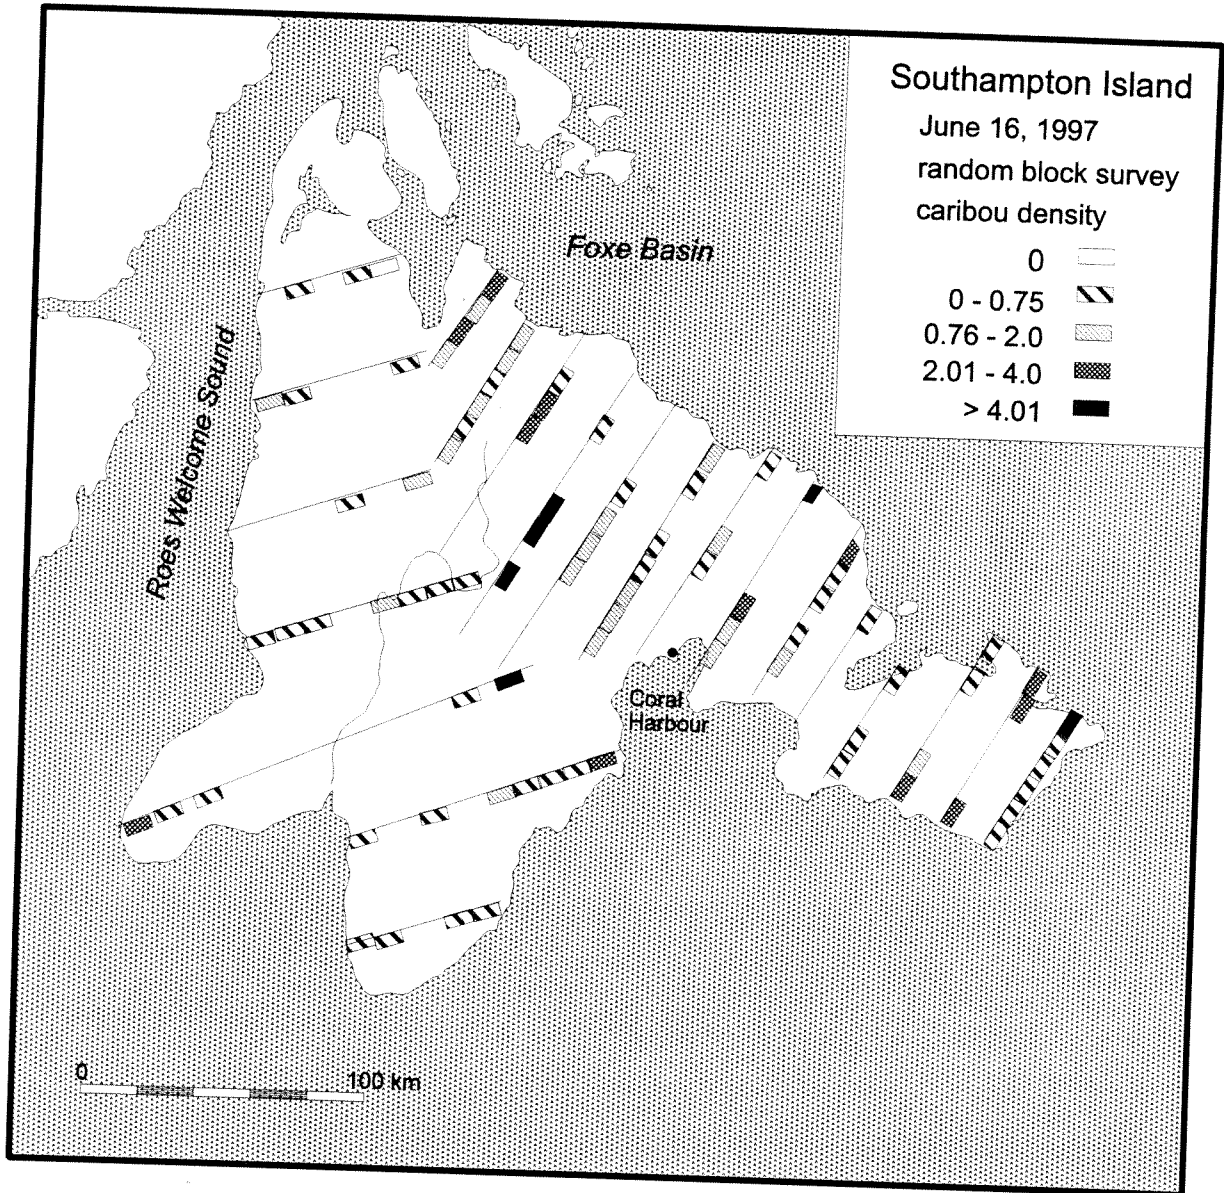 Southampton Island
June 16, 1997
random block survey
caribou density
0
0 - 0.75
0.76 - 2.0
2.01 - 4.0
> 4.01
Foxe Basin
Roes Welcome Sound
Coral
Harbour
0
100 km